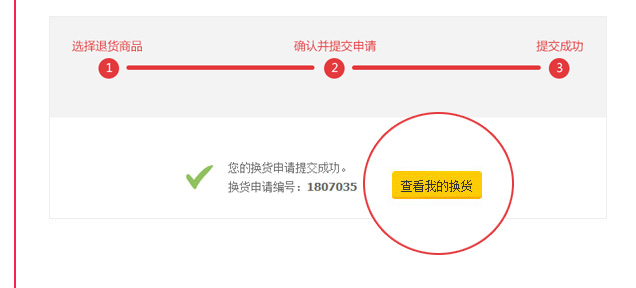 选择退货商品
确认并提交申请
提交成功
1
2
3
您的换货申请提交成功。
换货申请编号：1807035
查看我的换货